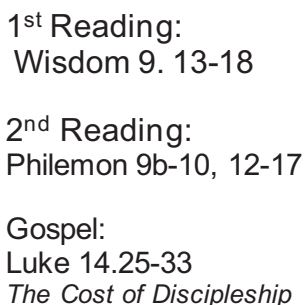 1st Reading:
Wisdom 9. 13-18
2nd Reading:
Philemon 9b-10, 12-17
Gospel:
Luke 14.25-33
The Cost of Discipleship